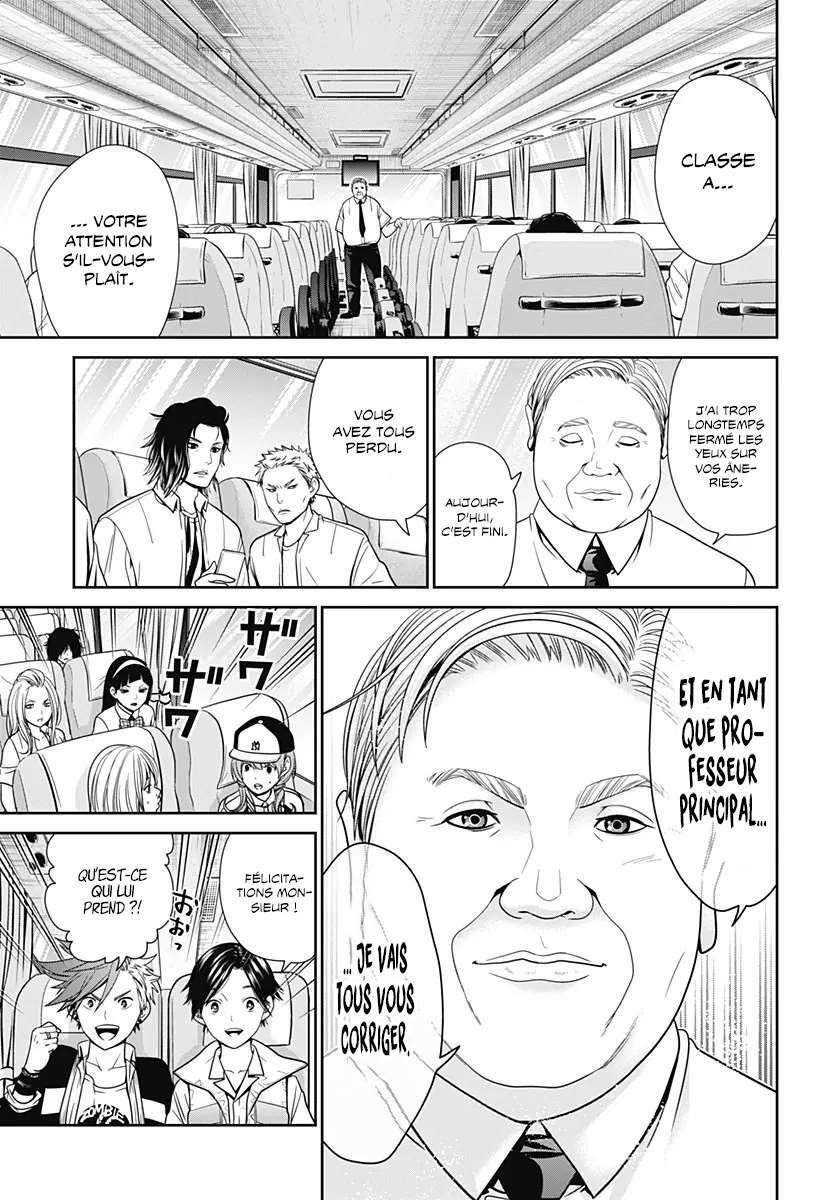 CLASSE
A...
... VOTRE
ATTENTION
S'IL-VOUS-
PLAÎT.
J'AI TROP
LONGTEMPS
FERMÉ LES
YEUX SUR
VOS ÂNE-
RIES.
AUJOUR-
D'HUI,
C'EST FINI.
VOUS
AVEZ TOUS
PERDU.
ET EN TANT
QUE PRO-
FESSEUR
PRINCIPAL...
... JE VAIS
TOUS VOUS
CORRIGER.
ザワ
ザワ
FÉLICITA-
TIONS MON-
SIEUR !
QU'EST-CE
QUI LUI
PREND ?!
おおっ
ZOMBIE